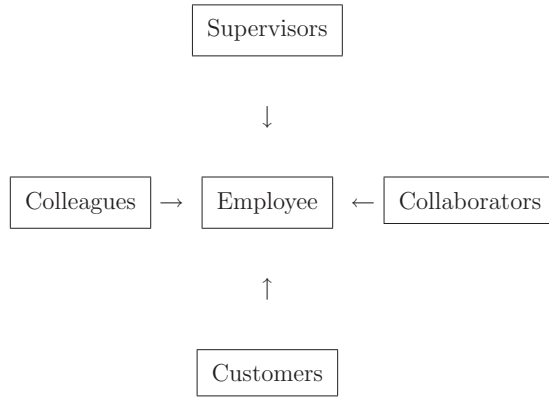 Supervisors
↓
Colleagues → Employee ← Collaborators
↑
Customers